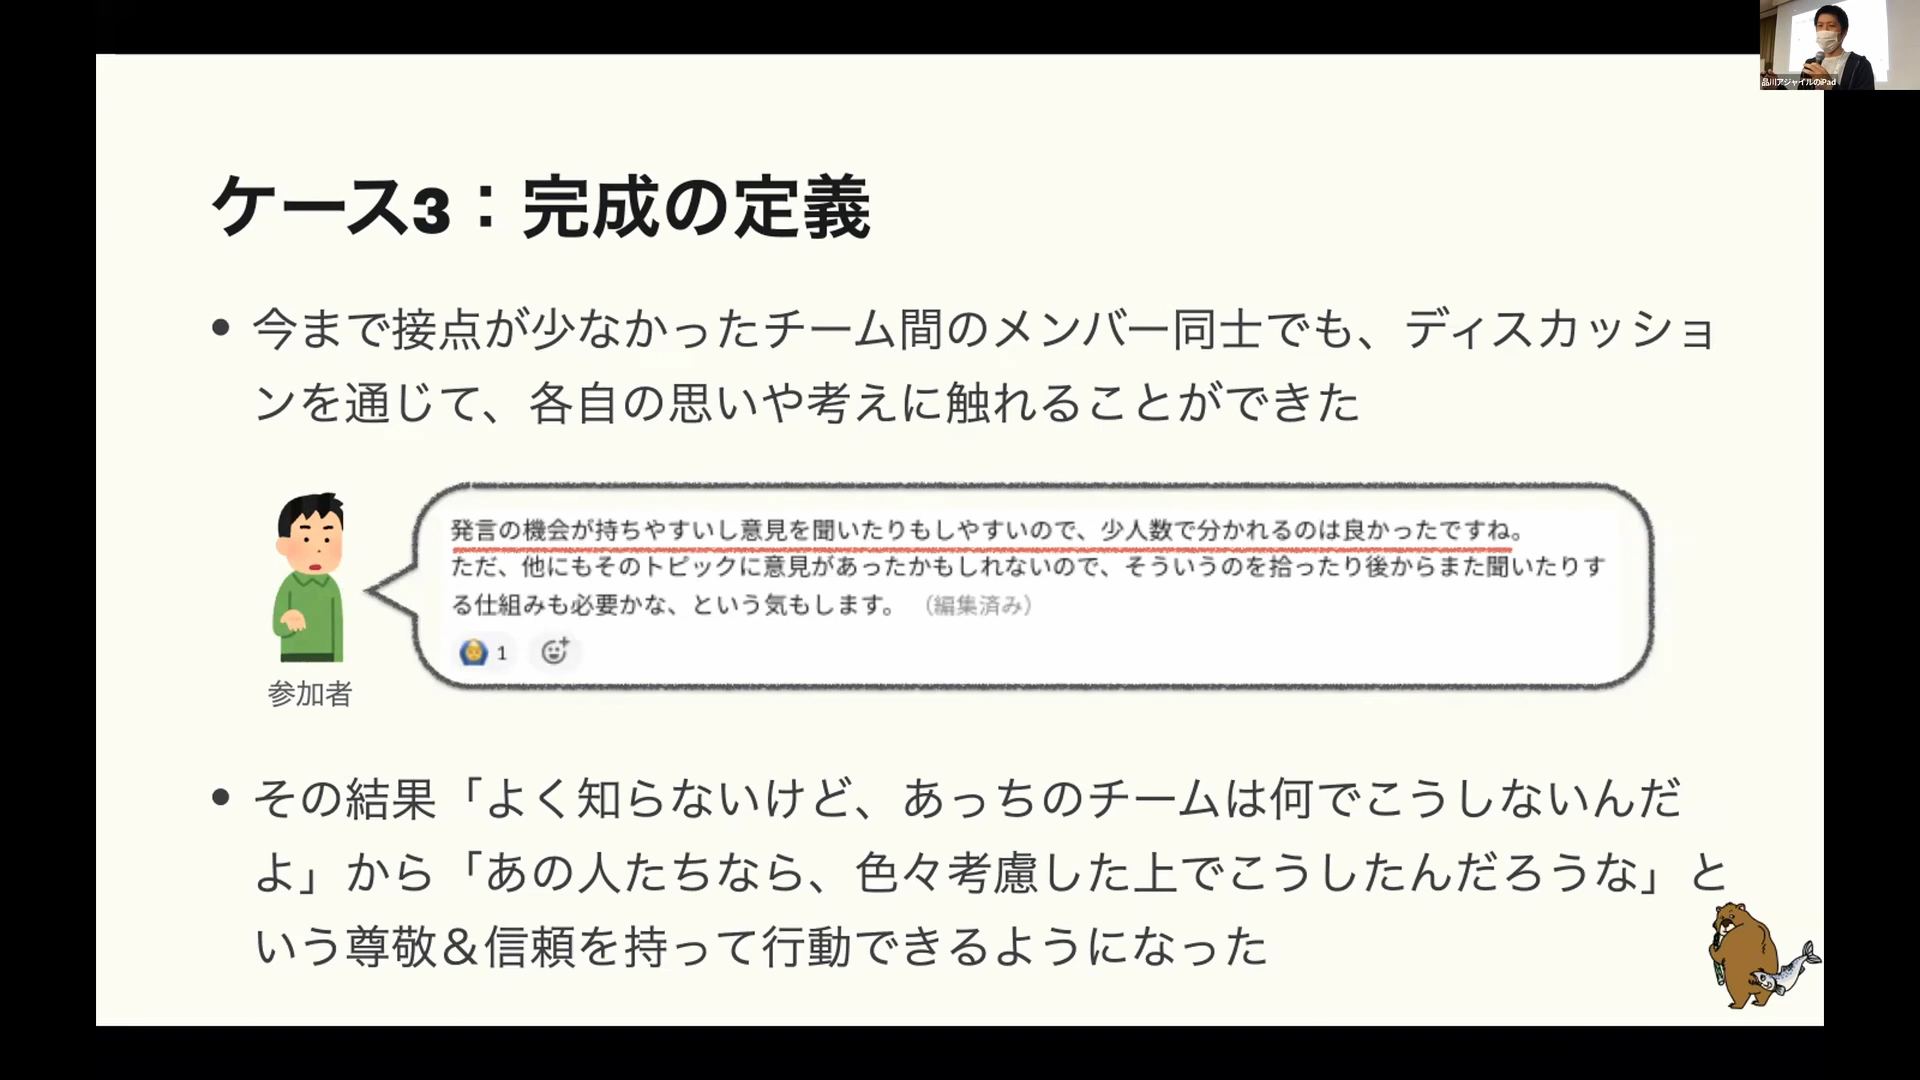 品川アジャイルのiPad
ケース3：完成の定義
• 今まで接点が少なかったチーム間のメンバー同士でも、ディスカッショ
ンを通じて、各自の思いや考えに触れることができた
発言の機会が持ちやすいし意見を聞いたりもしやすいので、少人数で分かれるのは良かったですね。
ただ、他にもそのトピックに意見があったかもしれないので、そういうのを拾ったり後からまた聞いたりす
る仕組みも必要かな、という気もします。（編集済み）
1
参加者
• その結果「よく知らないけど、あっちのチームは何でこうしないんだ
よ」から「あの人たちなら、色々考慮した上でこうしたんだろうな」と
いう尊敬＆信頼を持って行動できるようになった